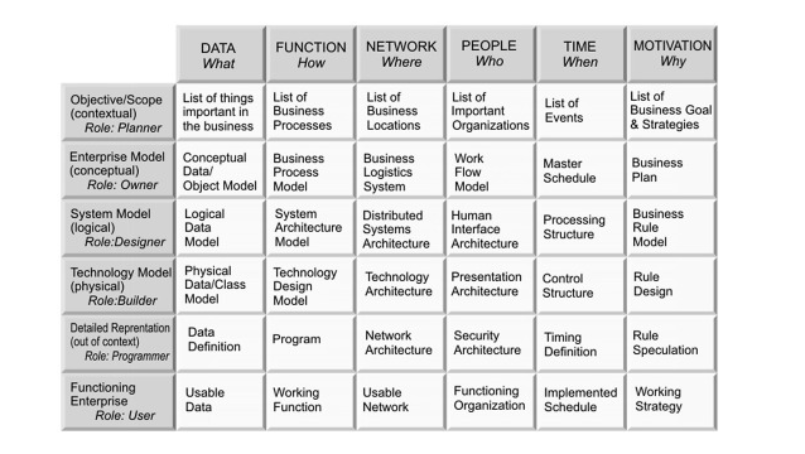 DATA
What
FUNCTION
How
NETWORK
Where
PEOPLE
Who
TIME
When
MOTIVATION
Why
Objective/Scope
(contextual)
Role: Planner
List of things
important in
the business
List of
Business
Processes
List of
Business
Locations
List of
Important
Organizations
List of
Events
List of
Business Goal
& Strategies
Enterprise Model
(conceptual)
Role: Owner
Conceptual
Data/
Object Model
Business
Process
Model
Business
Logistics
System
Work
Flow
Model
Master
Schedule
Business
Plan
System Model
(logical)
Role:Designer
Logical
Data
Model
System
Architecture
Model
Distributed
Systems
Architecture
Human
Interface
Architecture
Processing
Structure
Business
Rule
Model
Technology Model
(physical)
Role:Builder
Physical
Data/Class
Model
Technology
Design
Model
Technology
Architecture
Presentation
Architecture
Control
Structure
Rule
Design
Detailed Reprentation
(out of context)
Role: Programmer
Data
Definition
Program
Network
Architecture
Security
Architecture
Timing
Definition
Rule
Speculation
Functioning
Enterprise
Role: User
Usable
Data
Working
Function
Usable
Network
Functioning
Organization
Implemented
Schedule
Working
Strategy